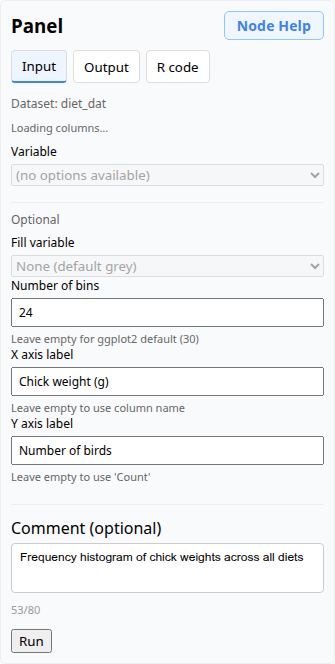 Panel
Node Help
Input
Output
R code
Dataset: diet_dat
Loading columns...
Variable
(no options available)
Optional
Fill variable
None (default grey)
Number of bins
24
Leave empty for ggplot2 default (30)
X axis label
Chick weight (g)
Leave empty to use column name
Y axis label
Number of birds
Leave empty to use 'Count'
Comment (optional)
Frequency histogram of chick weights across all diets
53/80
Run